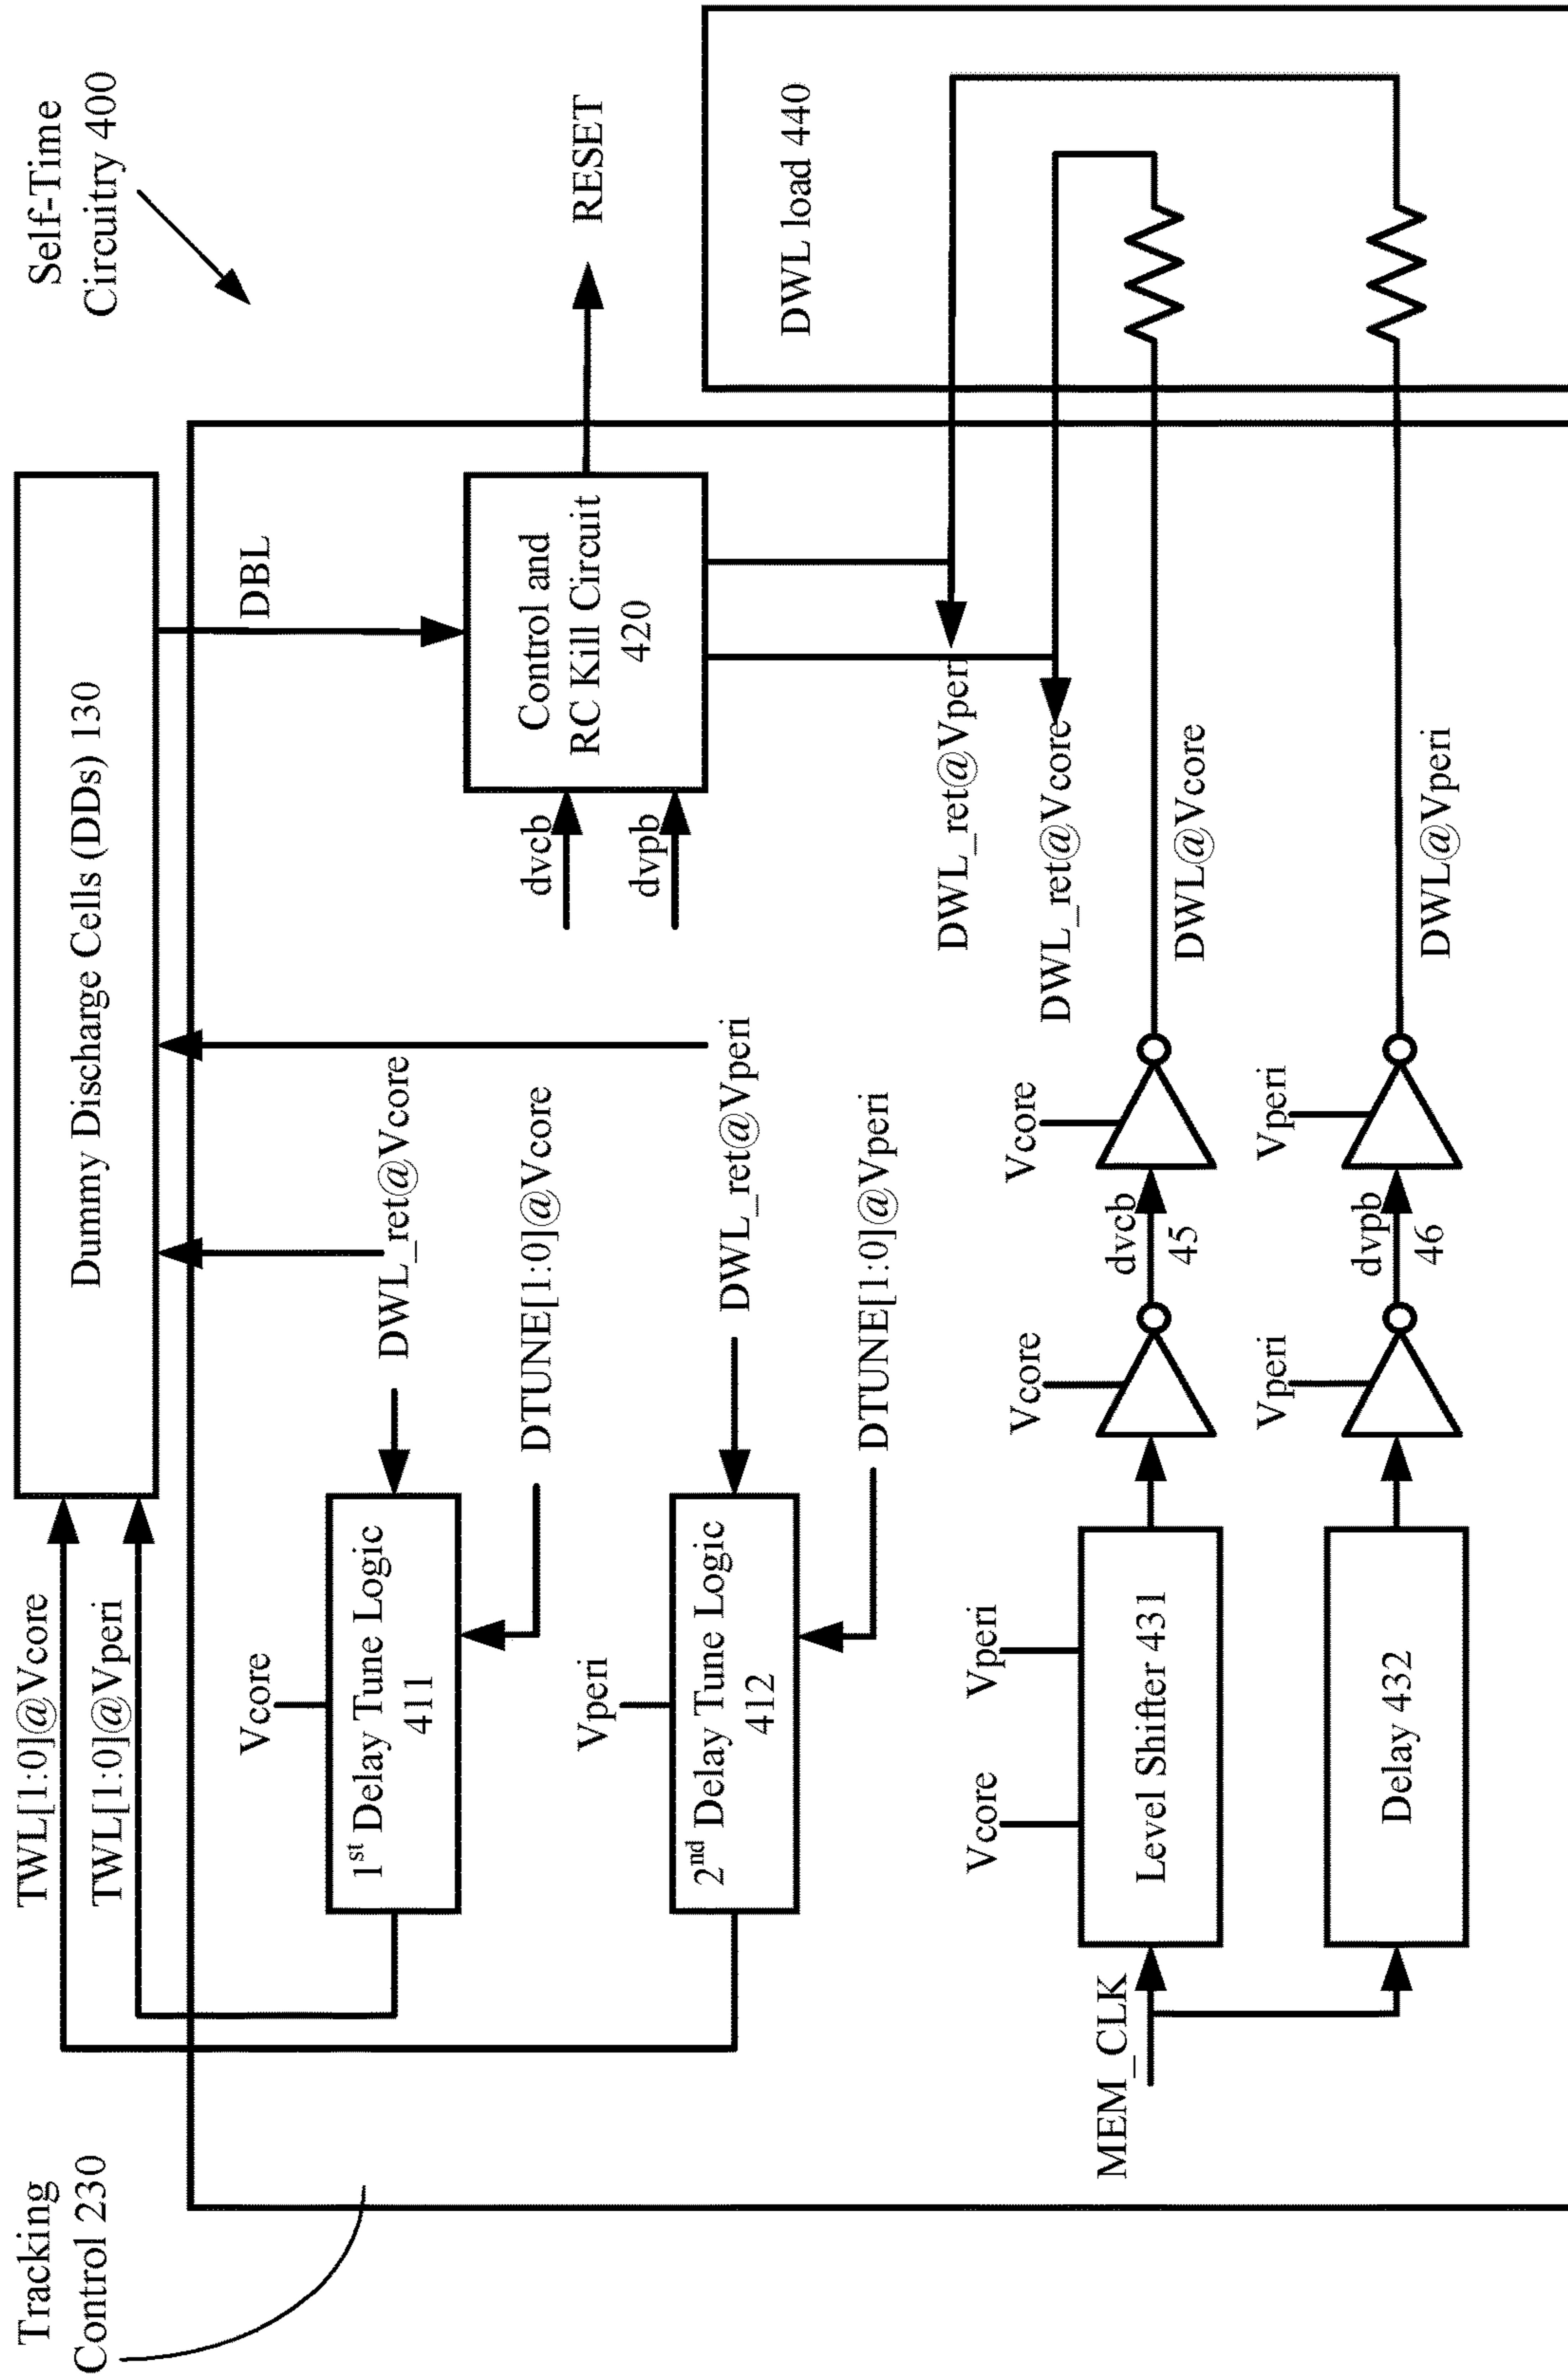 Tracking
Control 230
Self-Time
Circuitry 400
TWL[1:0]@Vcore
TWL[1:0]@Vperi
Dummy Discharge Cells (DDs) 130
DBL
Vcore
1st Delay Tune Logic
411
DWL_ret@Vcore
DTUNE[1:0]@Vcore
Vperi
2nd Delay Tune Logic
412
DWL_ret@Vperi
DTUNE[1:0]@Vperi
dvcb
dvpb
Control and
RC Kill Circuit
420
RESET
DWL_ret@Vperi
DWL_ret@Vcore
DWL load 440
MEM_CLK
Vcore
Vperi
Level Shifter 431
Vcore
dvcb
45
Vcore
DWL@Vcore
Delay 432
Vperi
dvpb
46
Vperi
DWL@Vperi